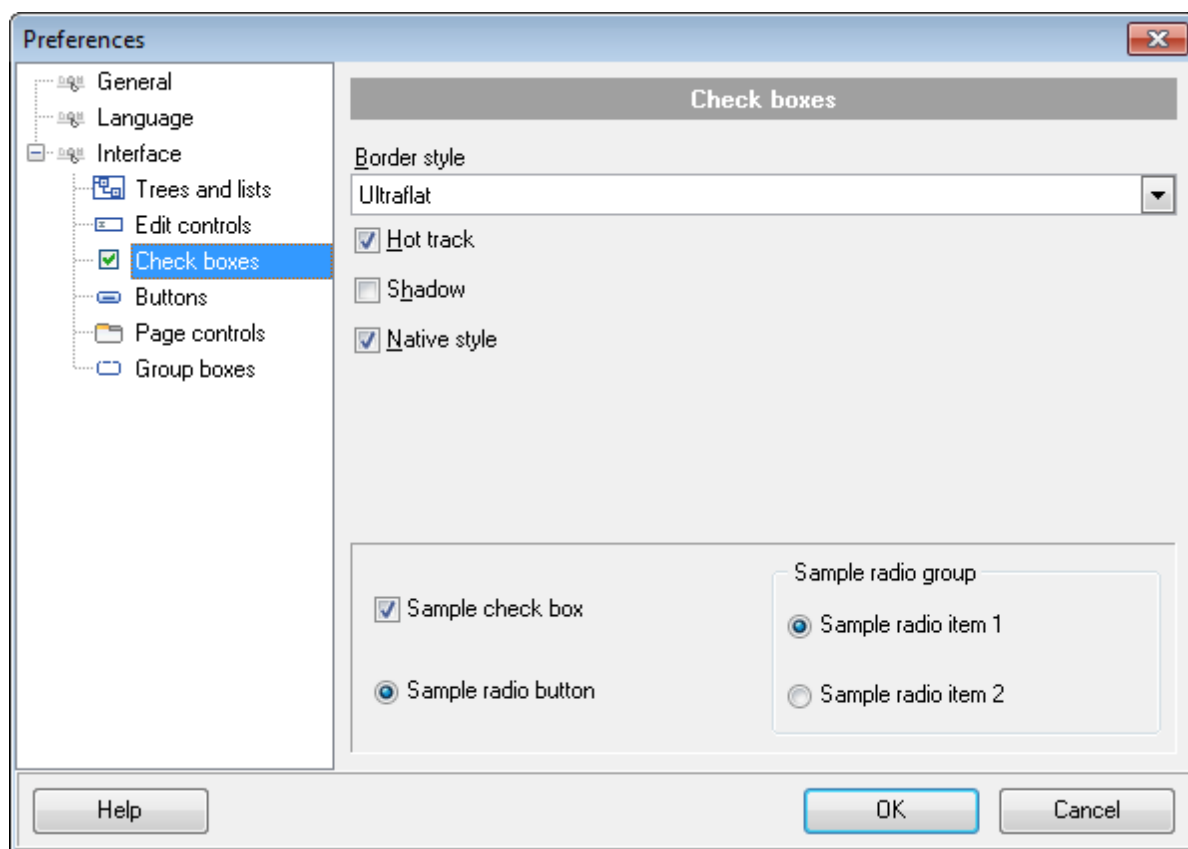 Preferences
General
Language
Interface
Trees and lists
Edit controls
Check boxes
Buttons
Page controls
Group boxes
Check boxes
Border style
Ultraflat
Hot track
Shadow
Native style
Sample check box
Sample radio button
Sample radio group
Sample radio item 1
Sample radio item 2
Help
OK
Cancel